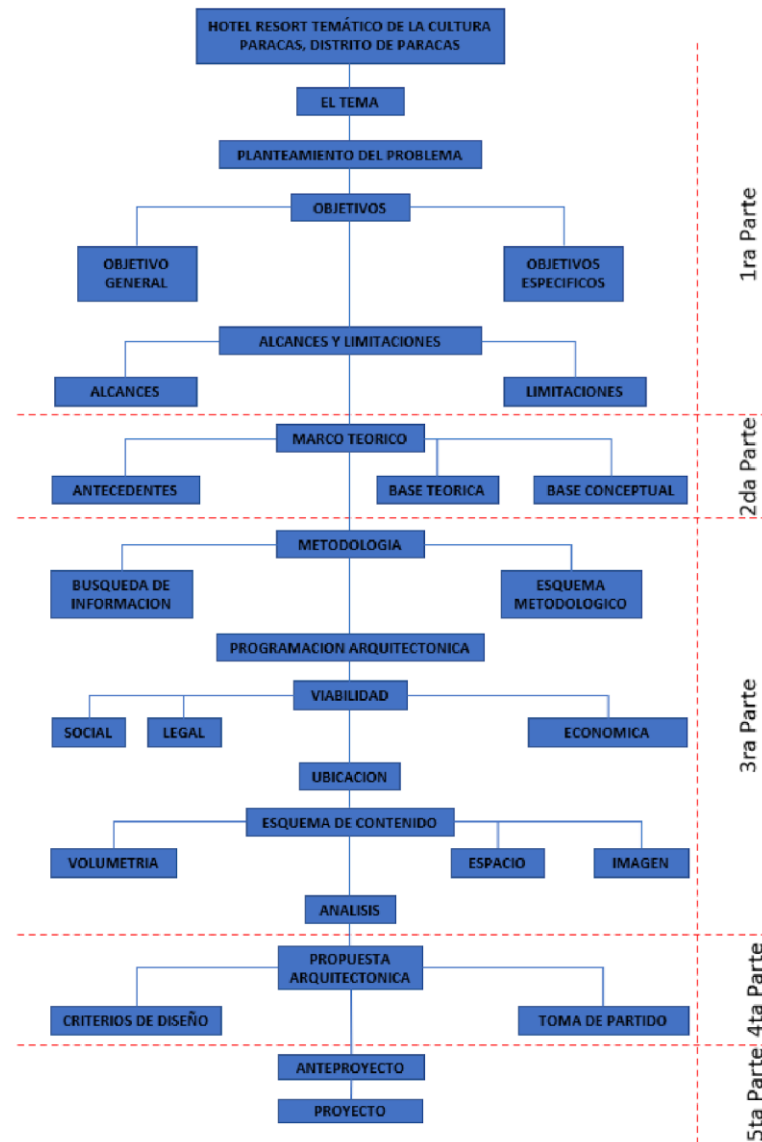 HOTEL RESORT TEMÁTICO DE LA CULTURA
PARACAS, DISTRITO DE PARACAS
EL TEMA
PLANTEAMIENTO DEL PROBLEMA
OBJETIVOS
OBJETIVO
GENERAL
OBJETIVOS
ESPECIFICOS
ALCANCES Y LIMITACIONES
ALCANCES
LIMITACIONES
1ra Parte
MARCO TEORICO
ANTECEDENTES
BASE TEORICA
BASE CONCEPTUAL
2da Parte
METODOLOGIA
BUSQUEDA DE
INFORMACION
ESQUEMA
METODOLOGICO
PROGRAMACION ARQUITECTONICA
VIABILIDAD
SOCIAL
LEGAL
ECONOMICA
UBICACION
ESQUEMA DE CONTENIDO
VOLUMETRIA
ESPACIO
IMAGEN
ANALISIS
3ra Parte
PROPUESTA
ARQUITECTONICA
CRITERIOS DE DISEÑO
TOMA DE PARTIDO
4ta Parte
ANTEPROYECTO
PROYECTO
5ta Parte